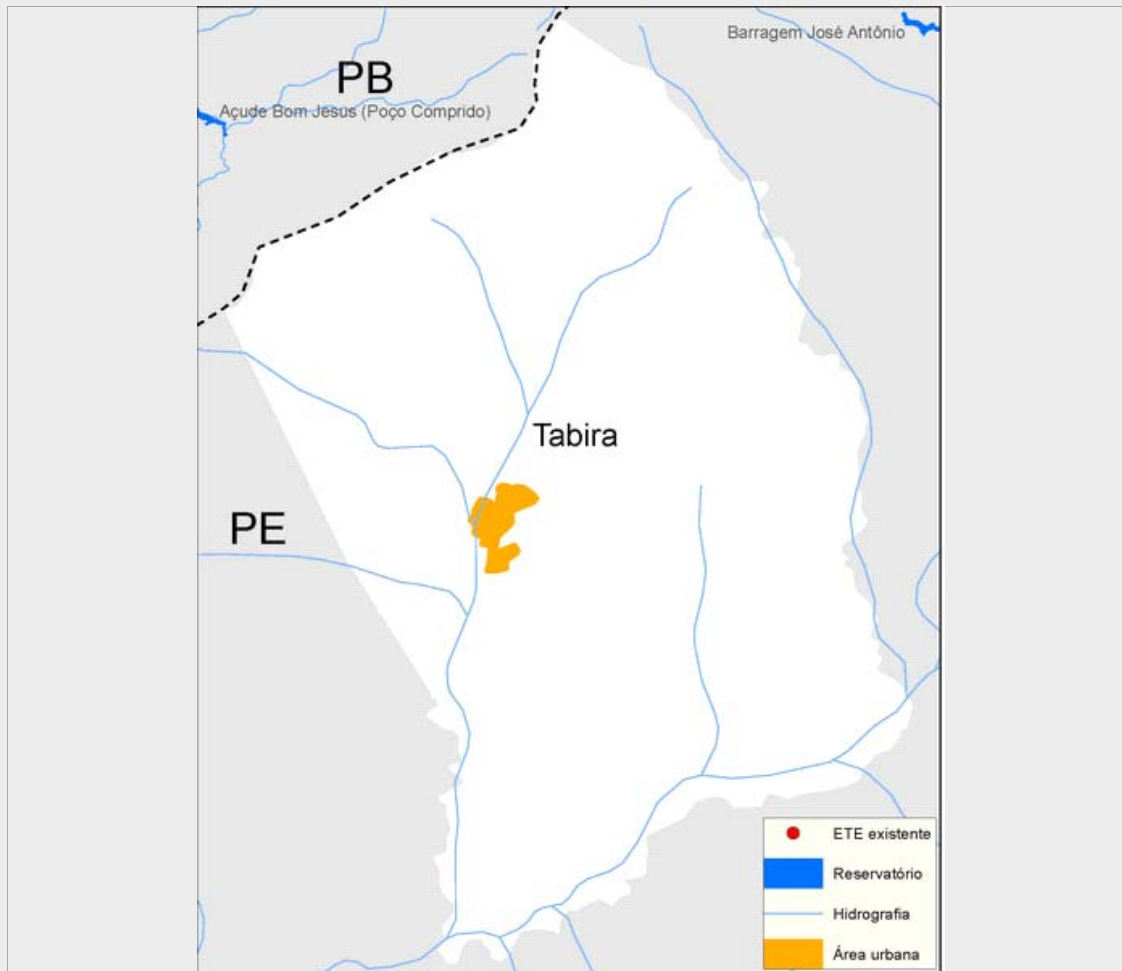 Barragem José Antônio
PB
Açude Bom Jesus (Poço Comprido)
Tabira
PE
ETE existente
Reservatório
Hidrografia
Área urbana